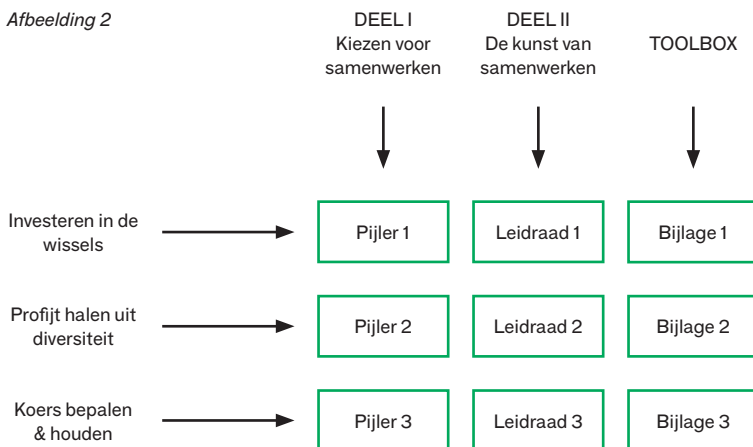 Afbeelding 2
DEEL I
Kiezen voor
samenwerken
DEEL II
De kunst van
samenwerken
TOOLBOX
Investeren in de
wissels
Pijler 1
Leidraad 1
Bijlage 1
Profijt halen uit
diversiteit
Pijler 2
Leidraad 2
Bijlage 2
Koers bepalen
& houden
Pijler 3
Leidraad 3
Bijlage 3